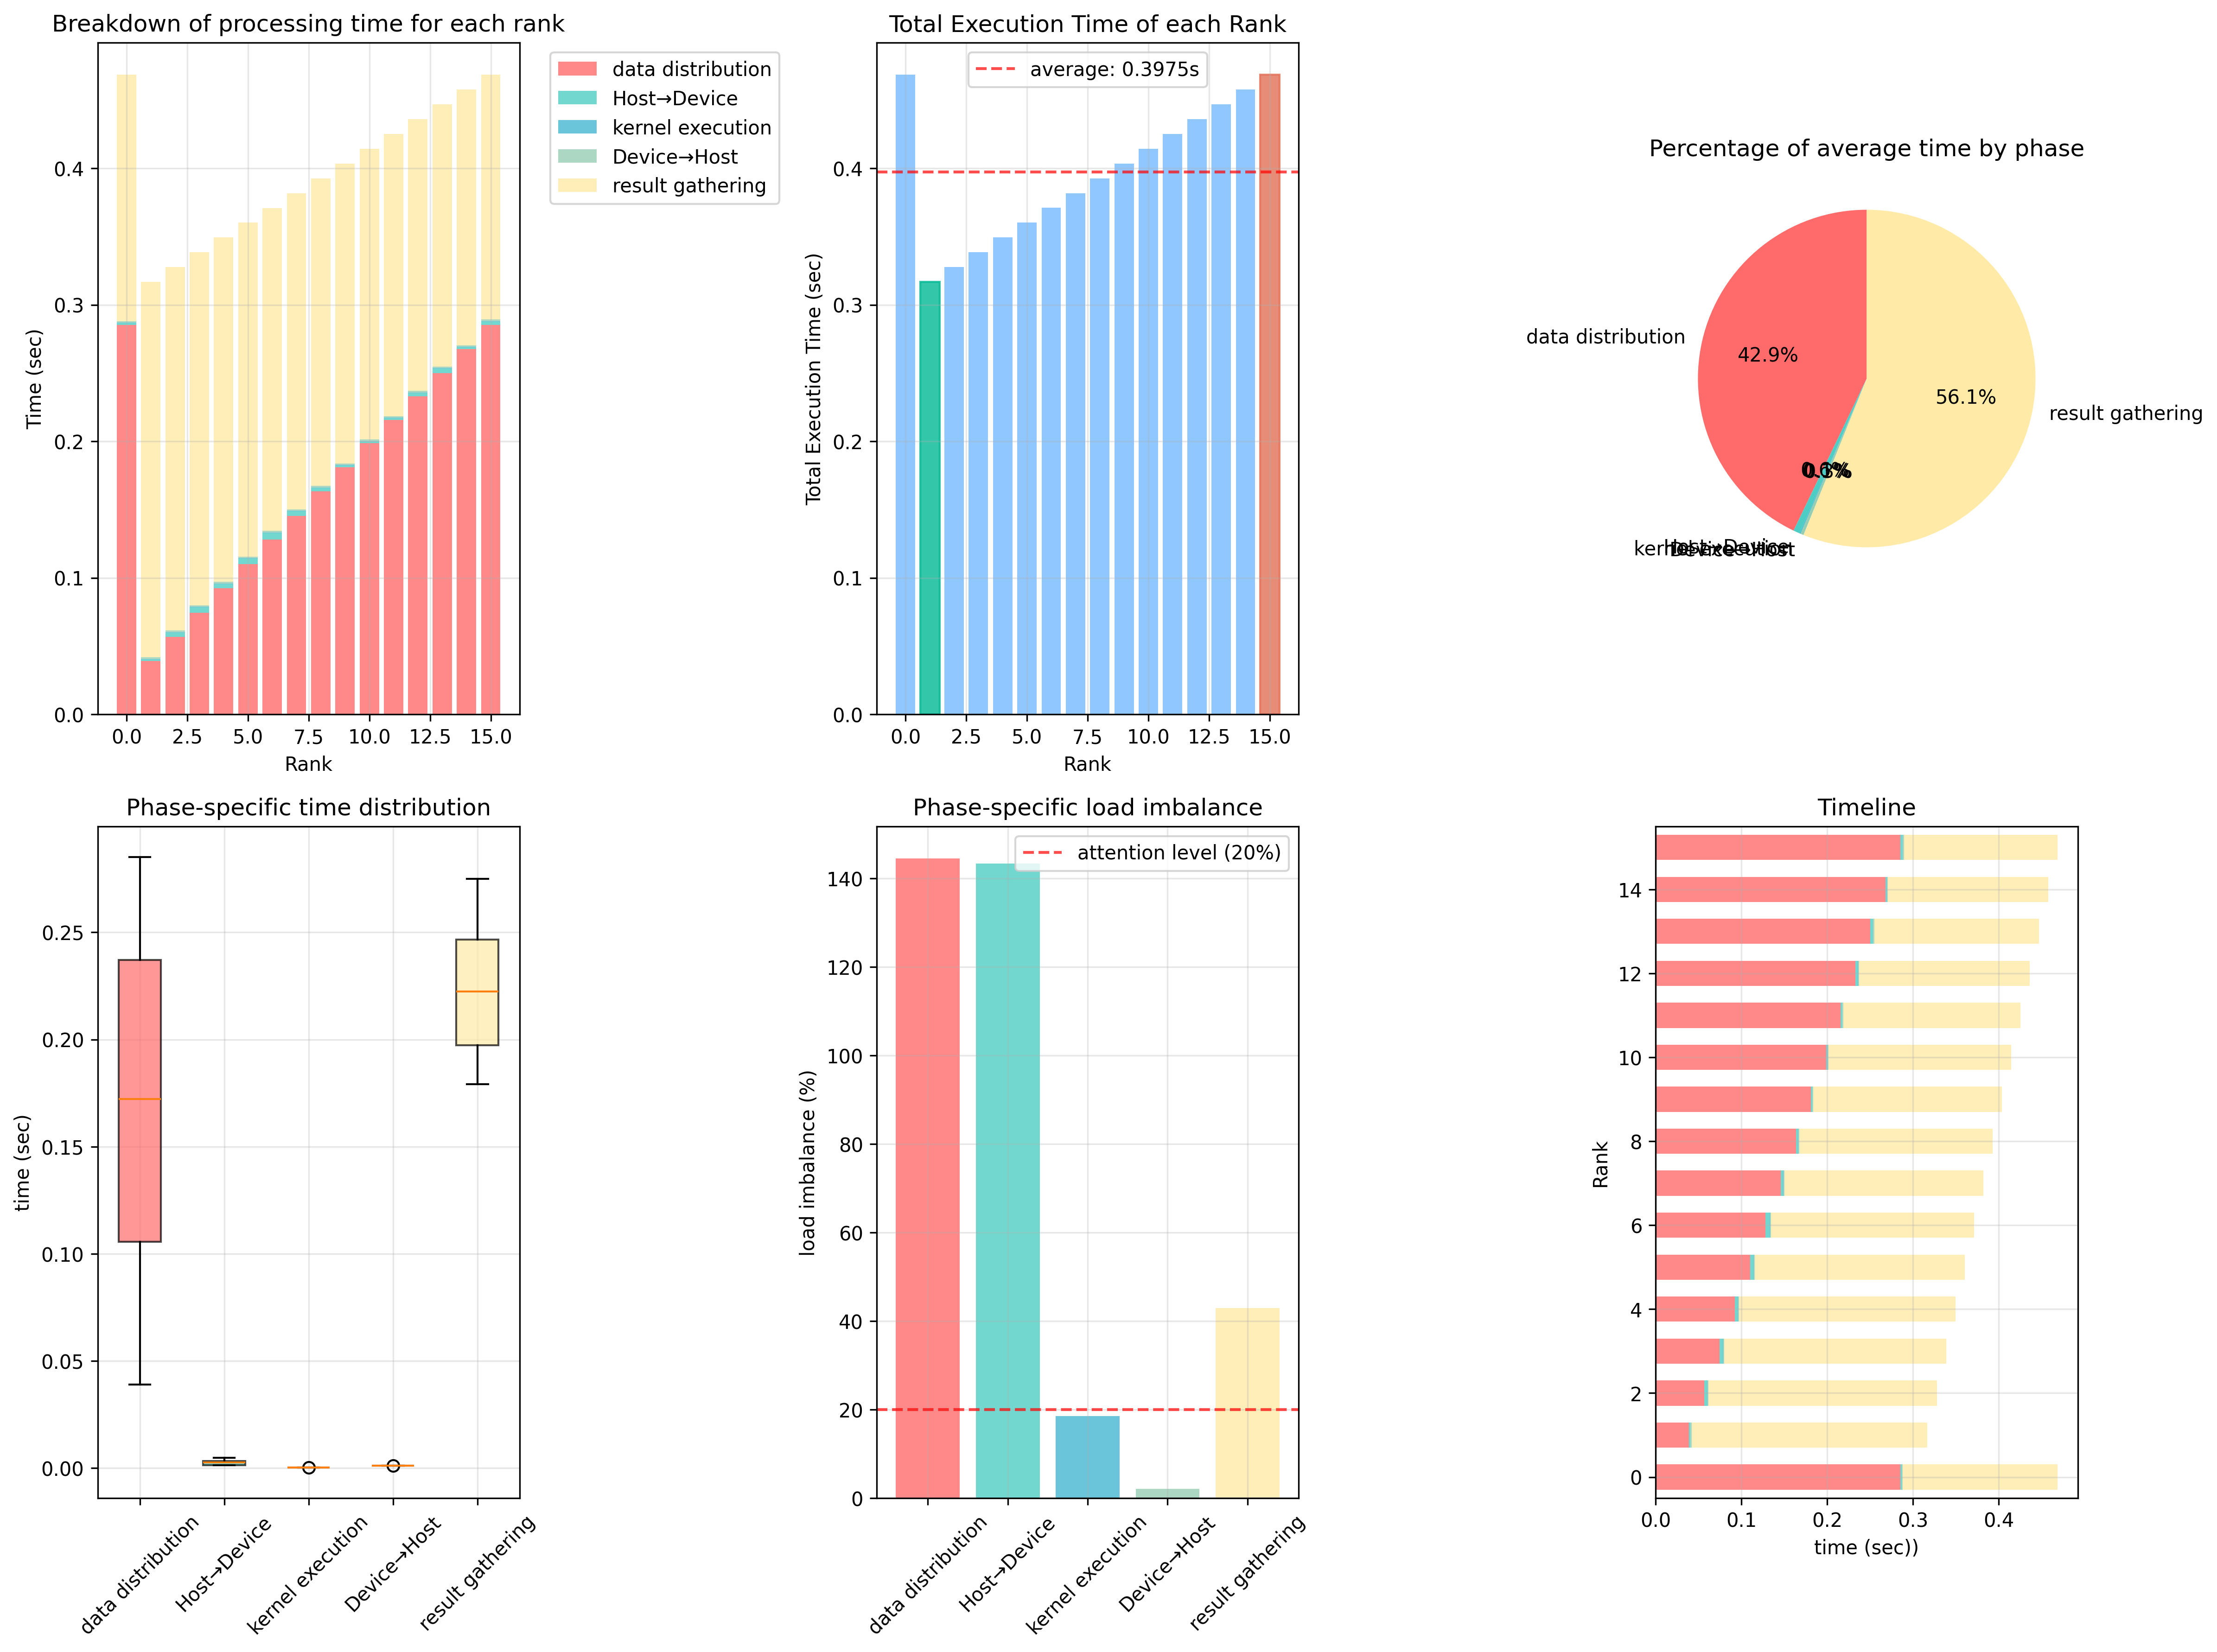 Breakdown of processing time for each rank
data distribution
Host→Device
kernel execution
Device→Host
result gathering
Time (sec)
0.4
0.3
0.2
0.1
0.0
0.0 2.5 5.0 7.5 10.0 12.5 15.0
Rank
Total Execution Time of each Rank
average: 0.3975s
Total Execution Time (sec)
0.4
0.3
0.2
0.1
0.0
0.0 2.5 5.0 7.5 10.0 12.5 15.0
Rank
Percentage of average time by phase
data distribution
42.9%
56.1%
result gathering
Phase-specific time distribution
time (sec)
0.25
0.20
0.15
0.10
0.05
0.00
data distribution
Host→Device
kernel execution
Device→Host
result gathering
Phase-specific load imbalance
attention level (20%)
load imbalance (%)
140
120
100
80
60
40
20
0
data distribution
Host→Device
kernel execution
Device→Host
result gathering
Timeline
Rank
14
12
10
8
6
4
2
0
0.0 0.1 0.2 0.3 0.4
time (sec))